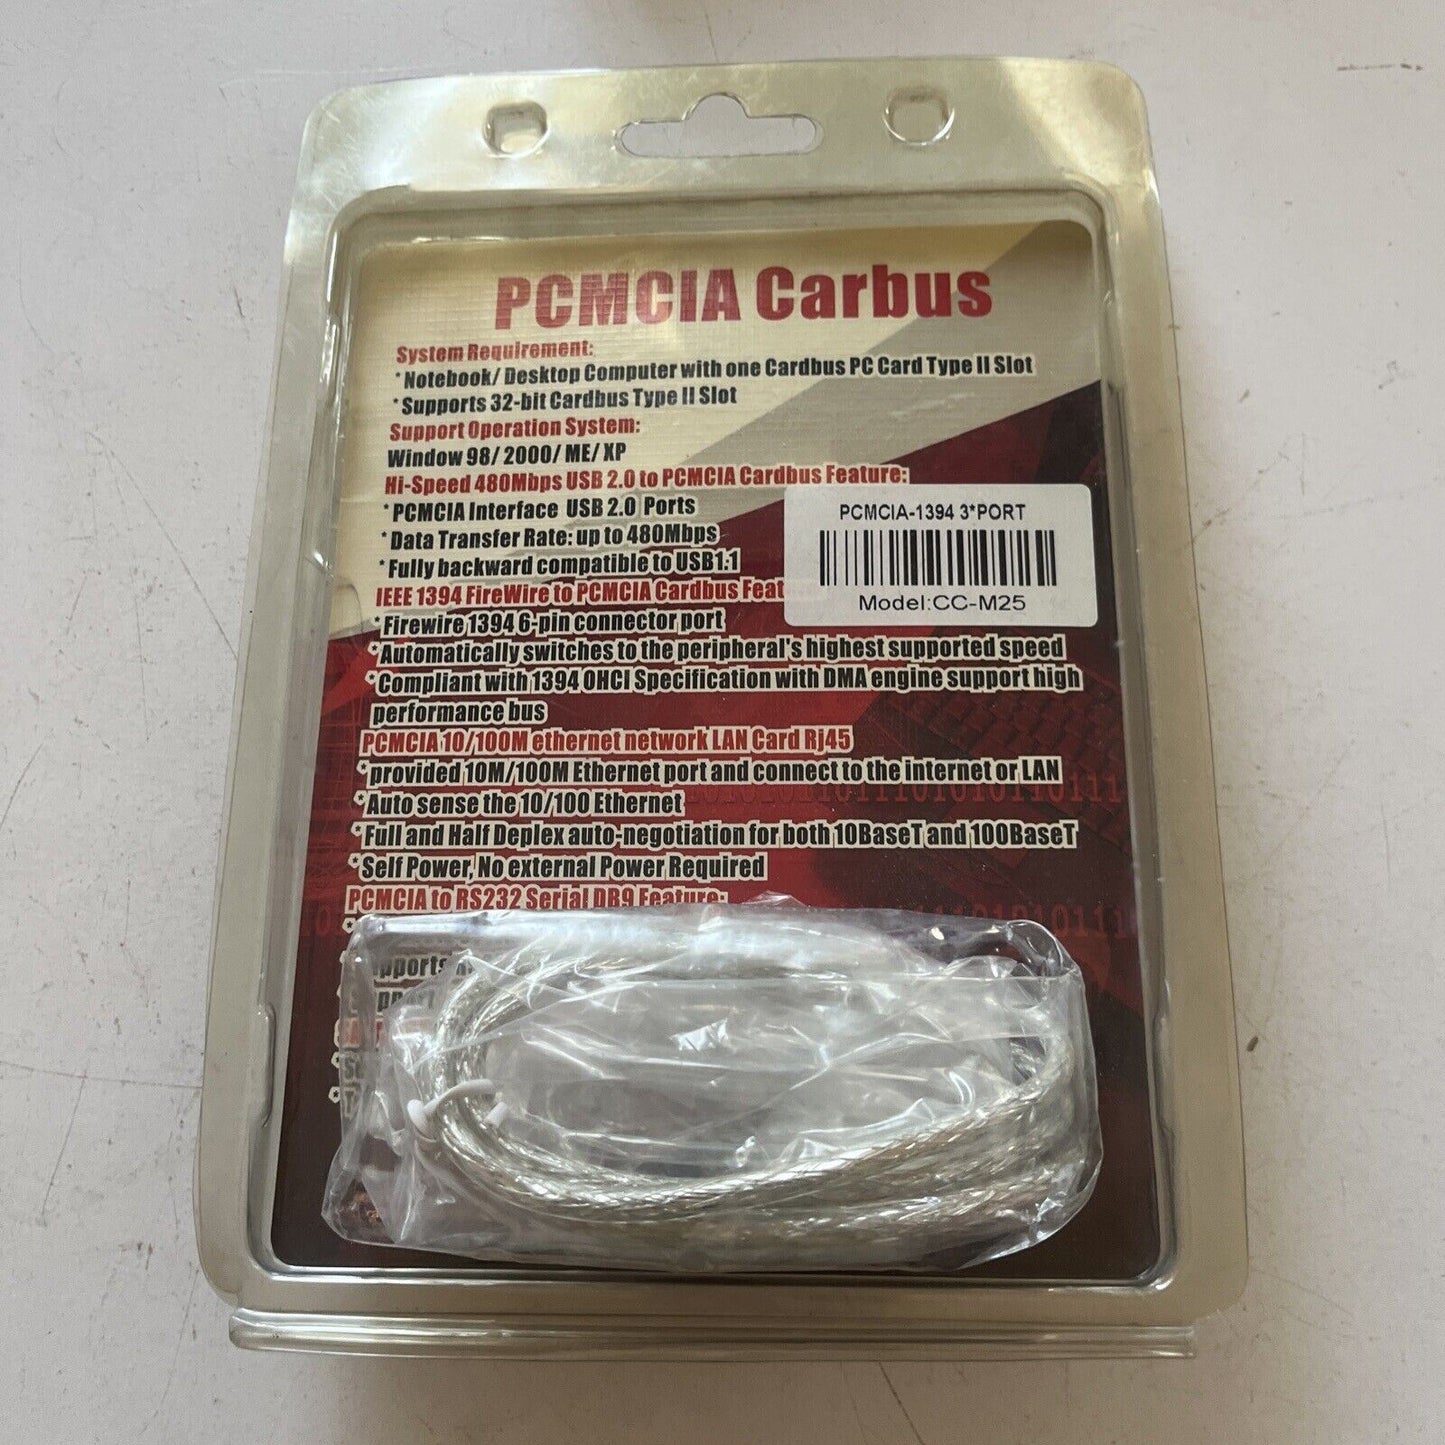 PCMCIA Carbus
System Requirement:
*Notebook/ Desktop Computer with one Cardbus PC Card Type II Slot
*Supports 32-bit Cardbus Type II Slot
Support Operation System:
Window 98/ 2000/ ME/ XP
Hi-Speed 480Mbps USB 2.0 to PCMCIA Cardbus Feature:
*PCMCIA Interface USB 2.0 Ports
*Data Transfer Rate: up to 480Mbps
*Fully backward compatible to USB1.1
PCMCIA-1394 3*PORT
Model:CC-M25
IEEE 1394 FireWire to PCMCIA Cardbus Feat
*Firewire 1394 6-pin connector port
*Automatically switches to the peripheral's highest supported speed
*Compliant with 1394 OHCI Specification with DMA engine support high
performance bus
PCMCIA 10/100M ethernet network LAN Card Rj45
*provided 10M/100M Ethernet port and connect to the internet or LAN
*Auto sense the 10/100 Ethernet
*Full and Half Deplex auto-negotiation for both 10BaseT and 100BaseT
*Self Power, No external Power Required
PCMCIA to RS232 Serial DB9 Feature: